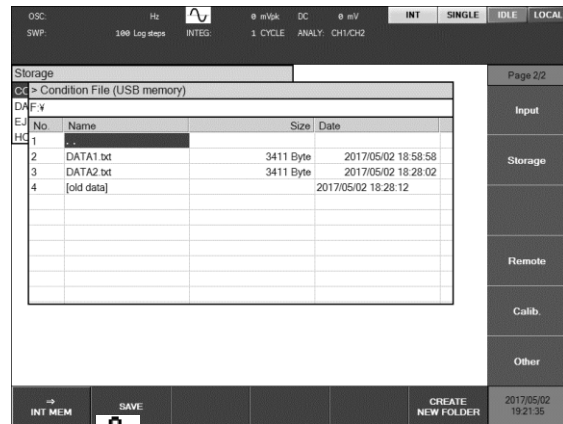 OSC: Hz 0 mVpk DC 0 mV INT SINGLE IDLE LOCAL
SWP: 100 Log steps INTEG: 1 CYCLE ANALY: CH1/CH2
Storage
Page 2/2
> Condition File (USB memory)
F:¥
No. Name Size Date
1 . .
2 DATA1.txt 3411 Byte 2017/05/02 18:58:58
3 DATA2.txt 3411 Byte 2017/05/02 18:28:02
4 [old data] 2017/05/02 18:28:12
CO
DA
EJ
HO
Input
Storage
Remote
Calib.
Other
⇒
INT MEM
SAVE
CREATE
NEW FOLDER
2017/05/02
19:21:35